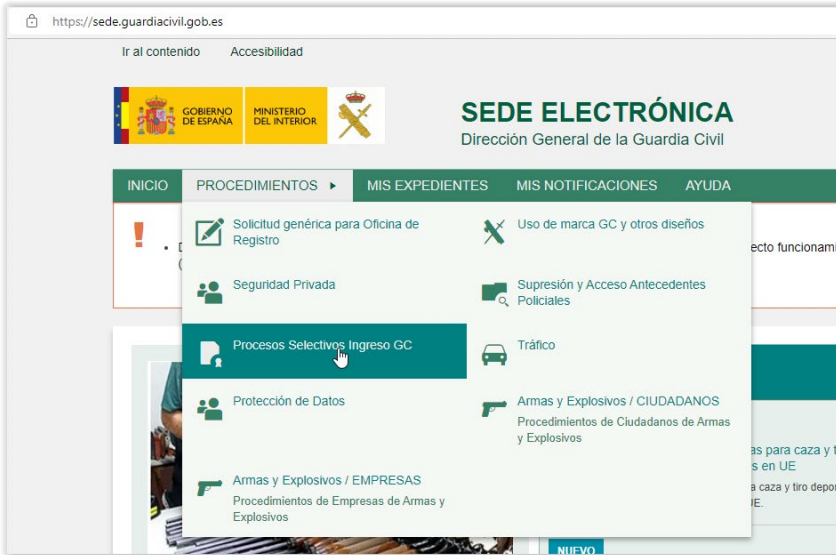 https://sede.guardiacivil.gob.es
Ir al contenido Accesibilidad
GOBIERNO
DE ESPAÑA
MINISTERIO
DEL INTERIOR
SEDE ELECTRÓNICA
Dirección General de la Guardia Civil
INICIO PROCEDIMIENTOS MIS EXPEDIENTES MIS NOTIFICACIONES AYUDA
Solicitud genérica para Oficina de
Registro
Uso de marca GC y otros diseños
ecto funcionami
Seguridad Privada
Supresión y Acceso Antecedentes
Policiales
Procesos Selectivos Ingreso GC
Tráfico
Protección de Datos
Armas y Explosivos / CIUDADANOS
Procedimientos de Ciudadanos de Armas
y Explosivos
as para caza y t
s en UE
a caza y tiro depor
UE.
Armas y Explosivos / EMPRESAS
Procedimientos de Empresas de Armas y
Explosivos
NUEVO